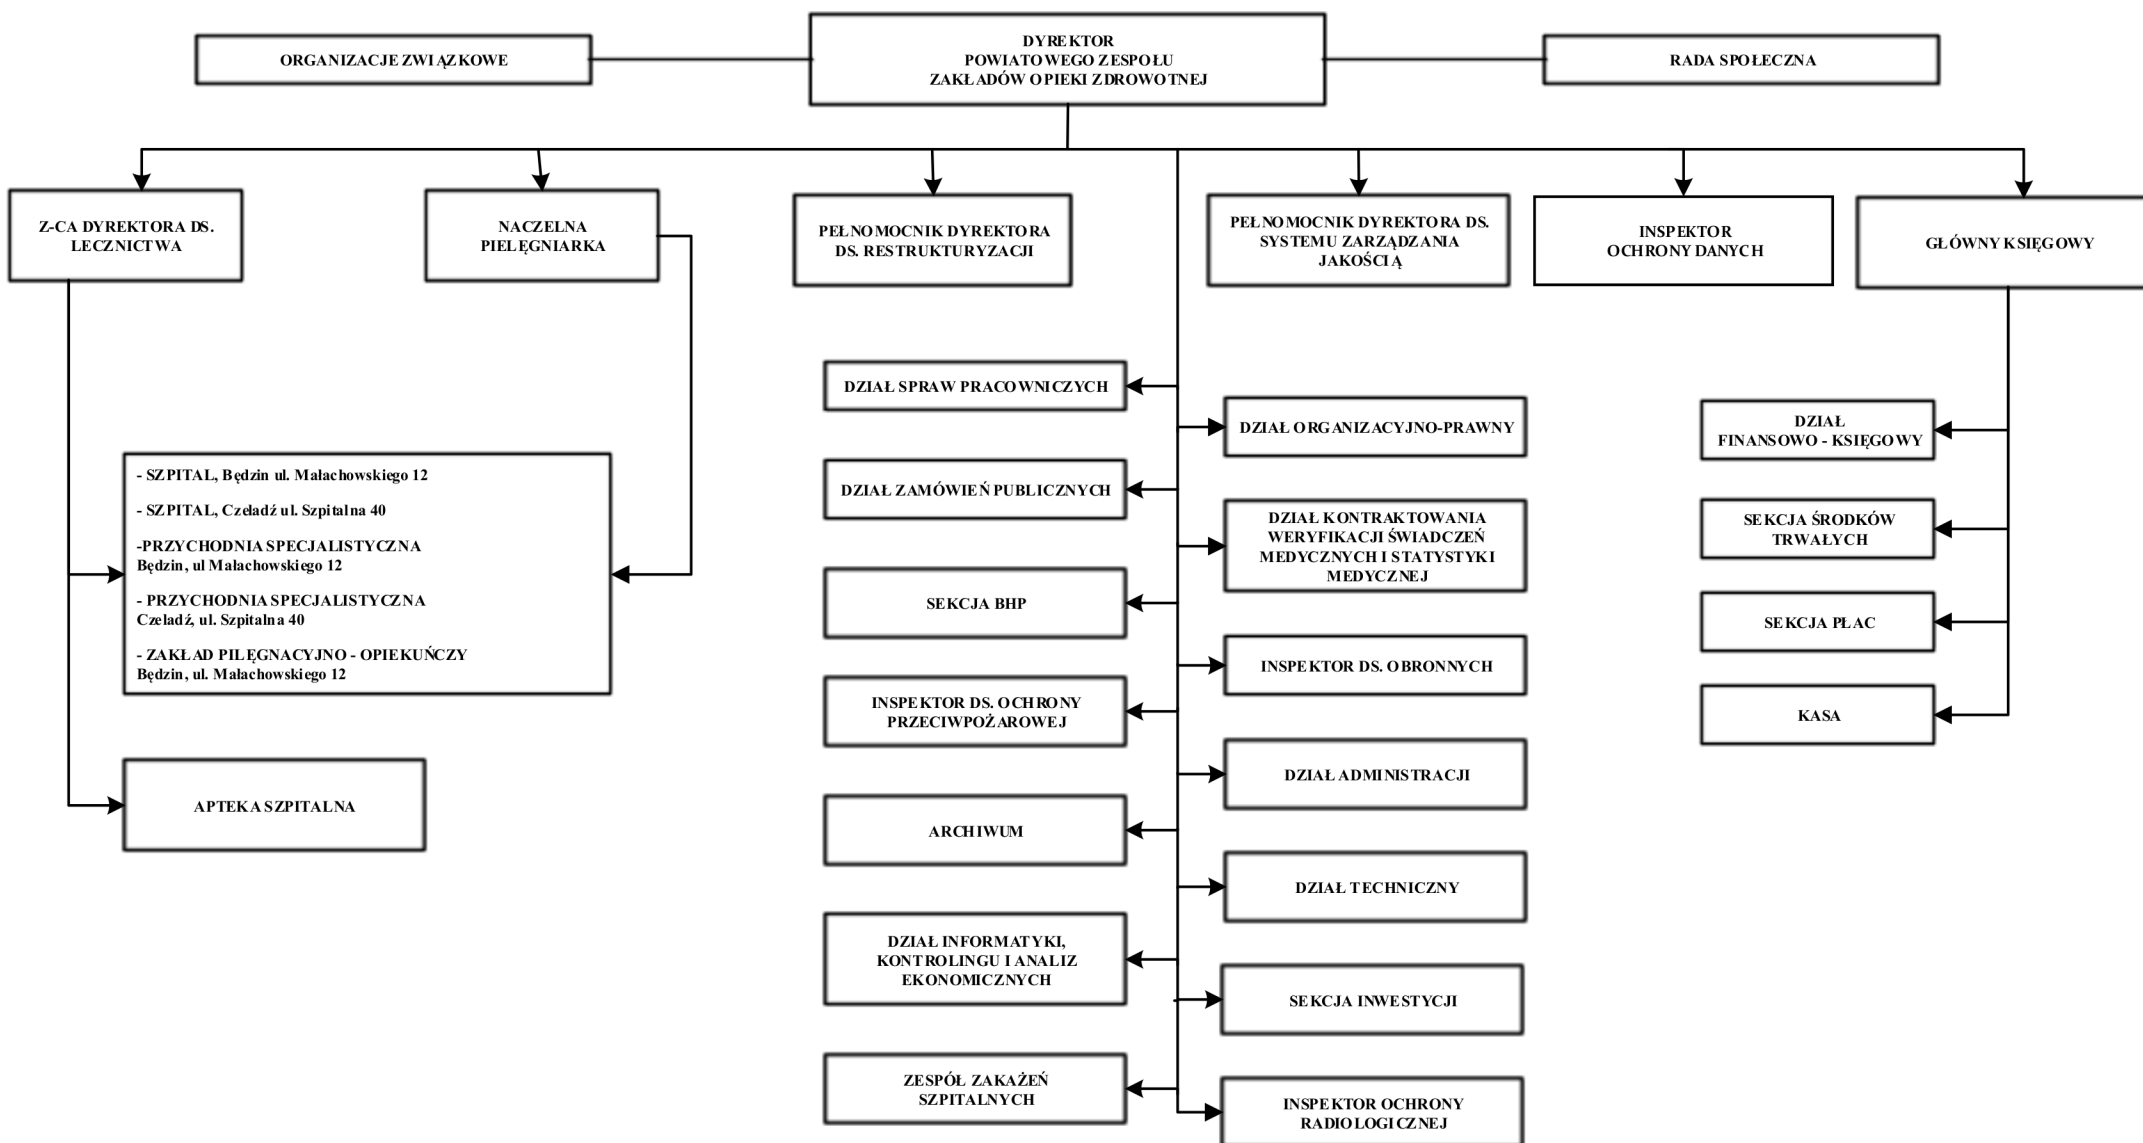 ORGANIZACJE ZWIĄZKOWE
DYREKTOR
POWIATOWEGO ZESPOŁU
ZAKŁADÓW OPIEKI ZDROWOTNEJ
RADA SPOŁECZNA
Z-CA DYREKTORA DS.
LECZNICTWA
NACZELNA
PIELĘGNIARKA
PEŁNOMOCNIK DYREKTORA
DS. RESTRUKTURYZACJI
PEŁNOMOCNIK DYREKTORA DS.
SYSTEMU ZARZĄDZANIA
JAKOŚCIĄ
INSPEKTOR
OCHRONY DANYCH
GŁÓWNY KSIĘGOWY
- SZPITAL, Będzin ul. Małachowskiego 12
- SZPITAL, Czeladź ul. Szpitalna 40
-PRZYCHODNIA SPECJALISTYCZNA
Będzin, ul Małachowskiego 12
- PRZYCHODNIA SPECJALISTYCZNA
Czeladź, ul. Szpitalna 40
- ZAKŁAD PILĘGNACYJNO - OPIEKUŃCZY
Będzin, ul. Małachowskiego 12
APTEKA SZPITALNA
DZIAŁ SPRAW PRACOWNICZYCH
DZIAŁ ZAMÓWIEŃ PUBLICZNYCH
SEKCJA BHP
INSPEKTOR DS. OCHRONY
PRZECIWPOŻAROWEJ
ARCHIWUM
DZIAŁ INFORMATYKI,
KONTROLINGU I ANALIZ
EKONOMICZNYCH
ZESPÓŁ ZAKAŻEŃ
SZPITALNYCH
DZIAŁ ORGANIZACYJNO-PRAWNY
DZIAŁ KONTRAKTOWANIA
WERYFIKACJI ŚWIADCZEŃ
MEDYCZNYCH I STATYSTYKI
MEDYCZNEJ
INSPEKTOR DS. OBRONNYCH
DZIAŁ ADMINISTRACJI
DZIAŁ TECHNICZNY
SEKCJA INWESTYCJI
INSPEKTOR OCHRONY
RADIOLOGICZNEJ
DZIAŁ
FINANSOWO - KSIĘGOWY
SEKCJA ŚRODKÓW
TRWAŁYCH
SEKCJA PŁAC
KASA